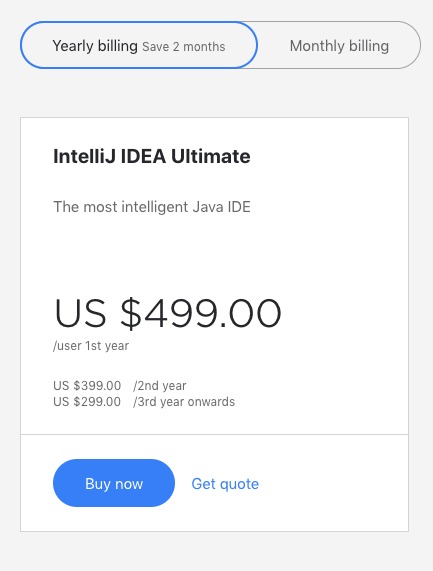 Yearly billing Save 2 months
Monthly billing
IntelliJ IDEA Ultimate
The most intelligent Java IDE
US $499.00
/user 1st year
US $399.00 /2nd year
US $299.00 /3rd year onwards
Buy now
Get quote